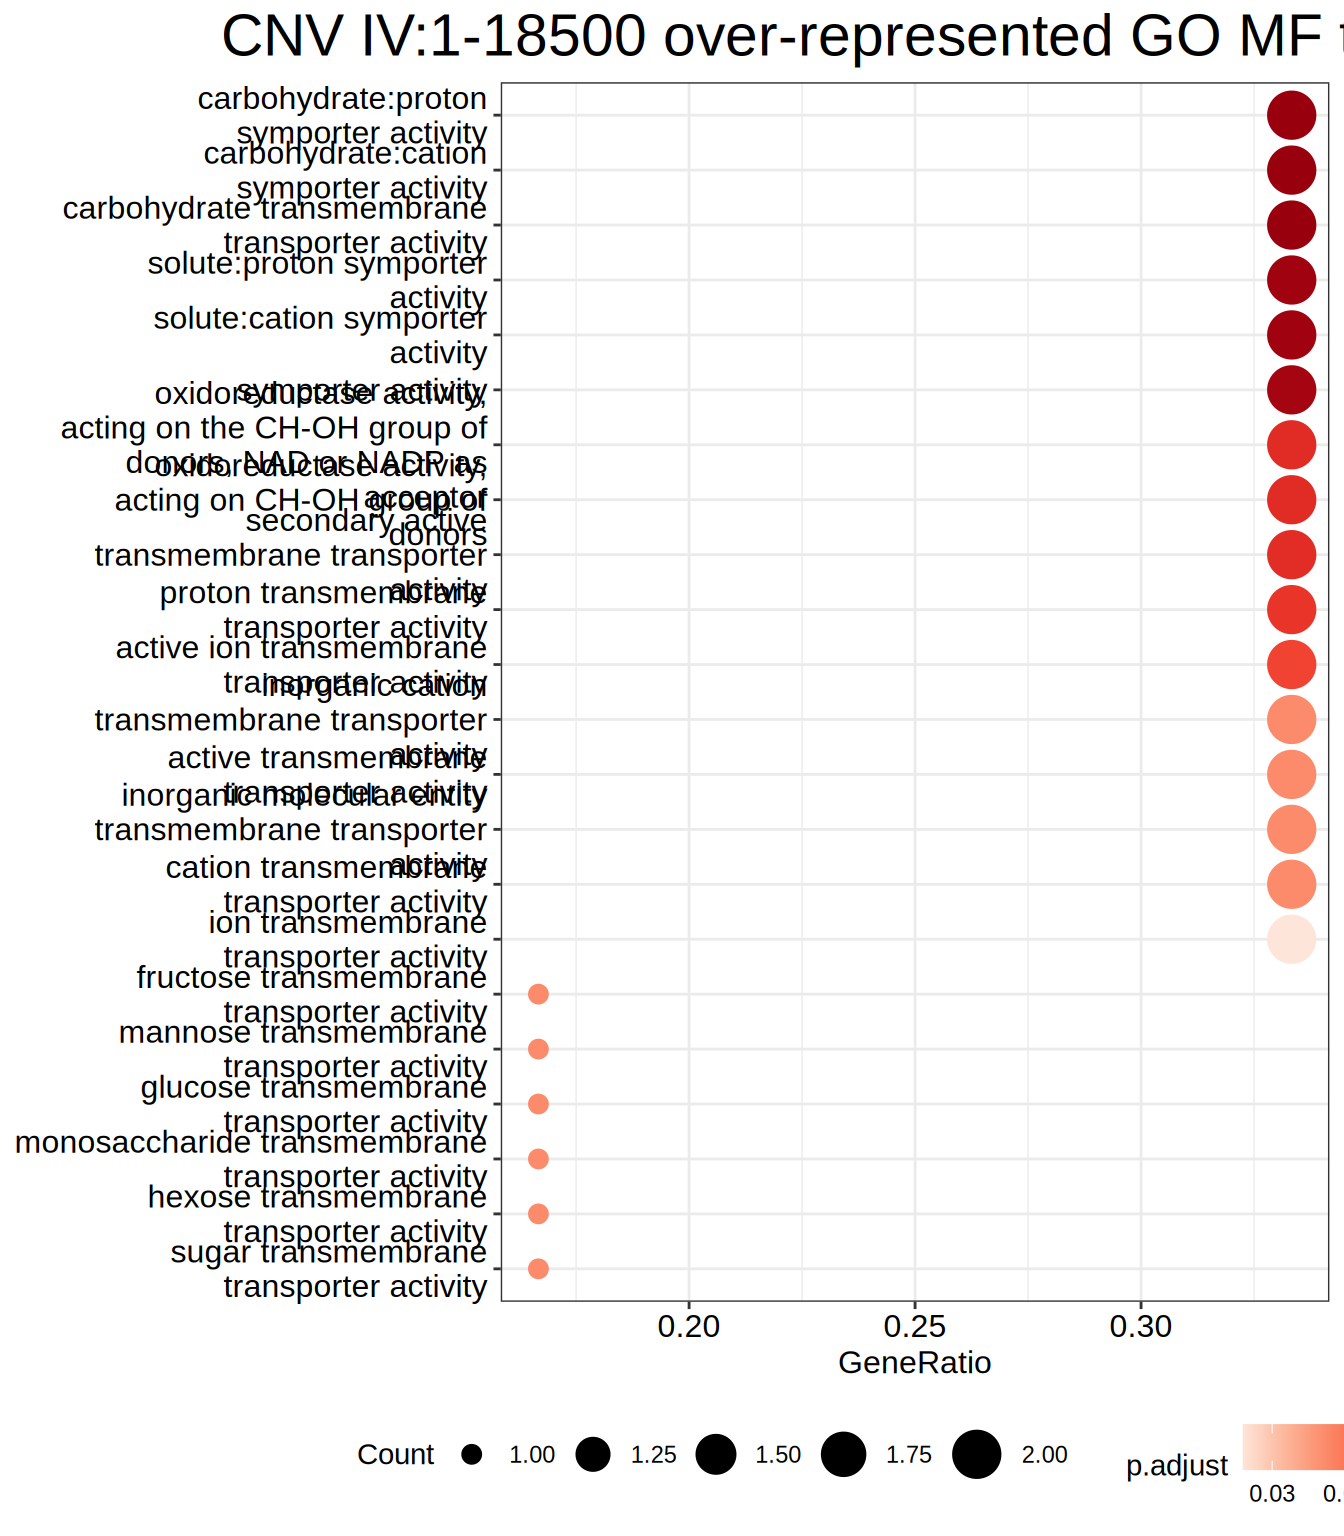 CNV IV:1-18500 over-represented GO MF
carbohydrate:proton
symporter activity
carbohydrate:cation
symporter activity
carbohydrate transmembrane
transporter activity
solute:proton symporter
activity
solute:cation symporter
activity
symporter activity
oxidoreductase activity,
acting on the CH-OH group of
donors, NAD or NADP as
acceptor
oxidoreductase activity,
acting on CH-OH group of
donors
secondary active
transmembrane transporter
activity
proton transmembrane
transporter activity
active ion transmembrane
transporter activity
inorganic cation
transmembrane transporter
activity
active transmembrane
transporter activity
inorganic molecular entity
transmembrane transporter
activity
cation transmembrane
transporter activity
ion transmembrane
transporter activity
fructose transmembrane
transporter activity
mannose transmembrane
transporter activity
glucose transmembrane
transporter activity
monosaccharide transmembrane
transporter activity
hexose transmembrane
transporter activity
sugar transmembrane
transporter activity
0.20 0.25 0.30
GeneRatio
Count 1.00 1.25 1.50 1.75 2.00
p.adjust
0.03